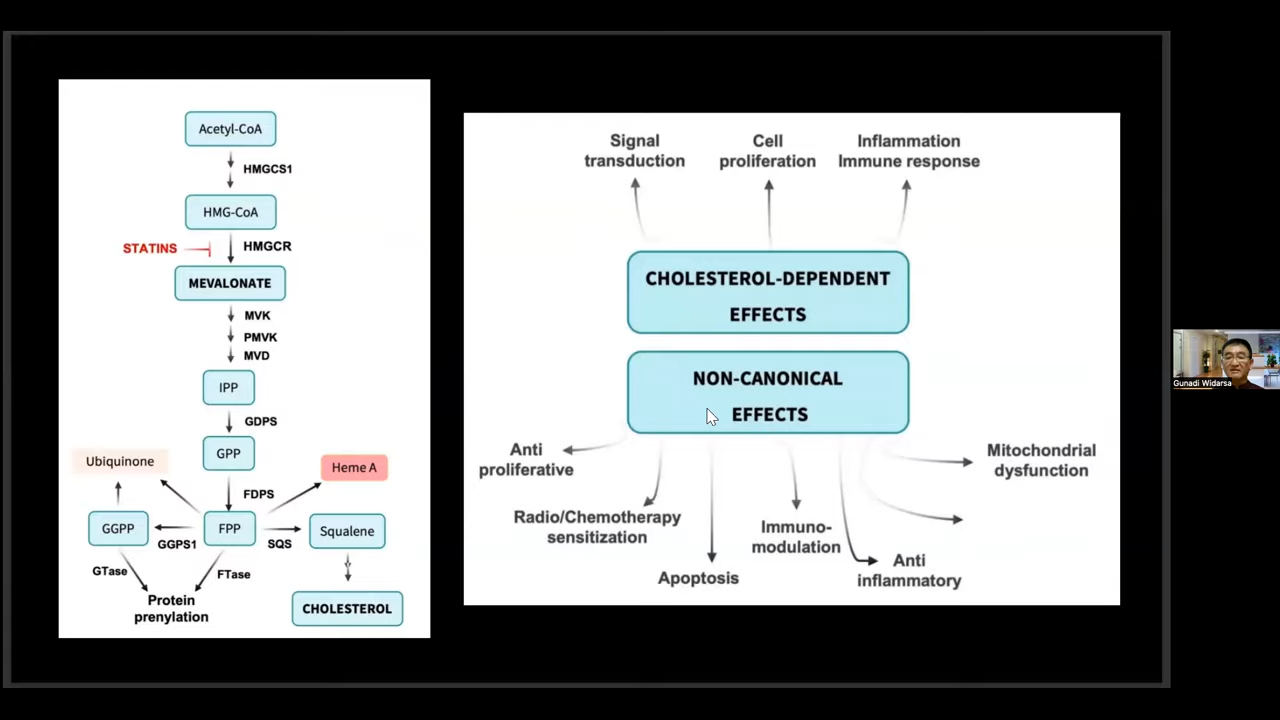 Acetyl-CoA
HMGCS1
HMG-CoA
STATINS
HMGCR
MEVALONATE
MVK
PMVK
MVD
IPP
GDPS
GPP
Ubiquinone
Heme A
FDPS
GGPP
FPP
Squalene
GGPS1
SQS
GTase
FTase
Protein
prenylation
CHOLESTEROL
Signal
transduction
Cell
proliferation
Inflammation
Immune response
CHOLESTEROL-DEPENDENT
EFFECTS
NON-CANONICAL
EFFECTS
Anti
proliferative
Radio/Chemotherapy
sensitization
Apoptosis
Immuno-
modulation
Anti
inflammatory
Mitochondrial
dysfunction
Gunadi Widarsa